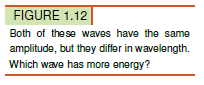 FIGURE 1.12
Both of these waves have the same
amplitude, but they differ in wavelength.
Which wave has more energy?